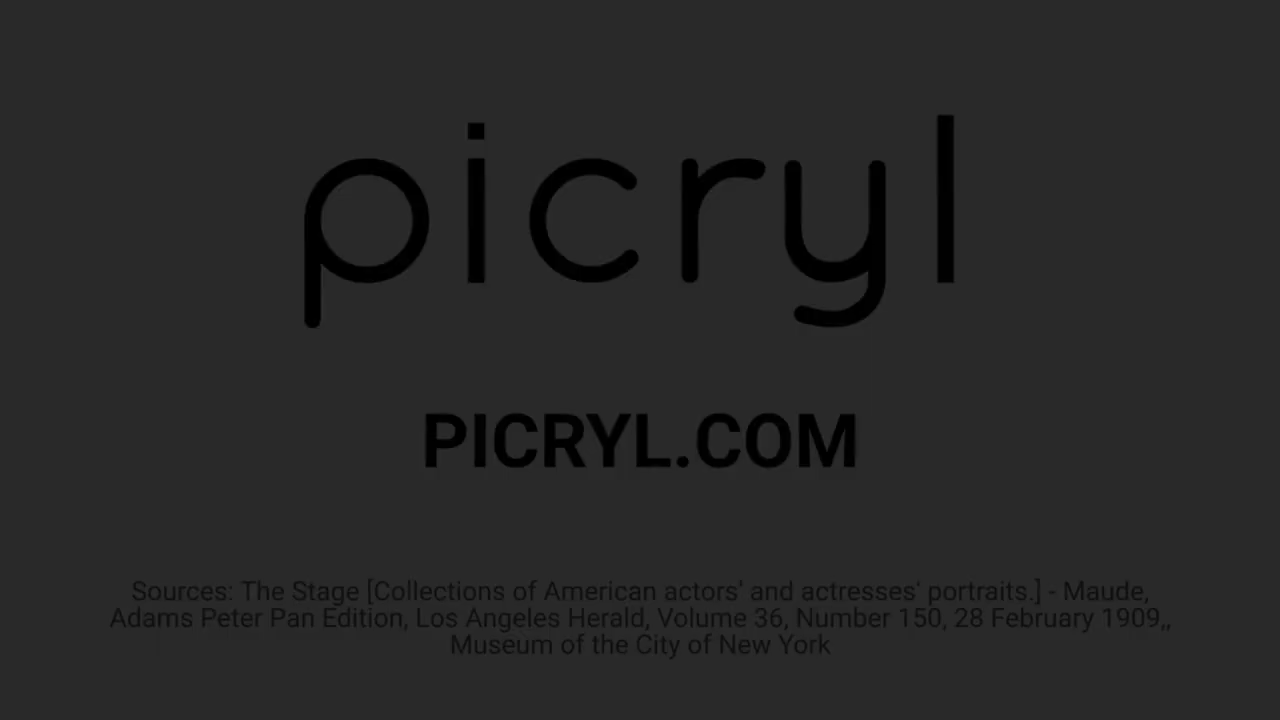 picryl
PICRYL.COM
Sources: The Stage [Collections of American actors' and actresses' portraits.] - Maude,
Adams Peter Pan Edition, Los Angeles Herald, Volume 36, Number 150, 28 February 1909,,
Museum of the City of New York